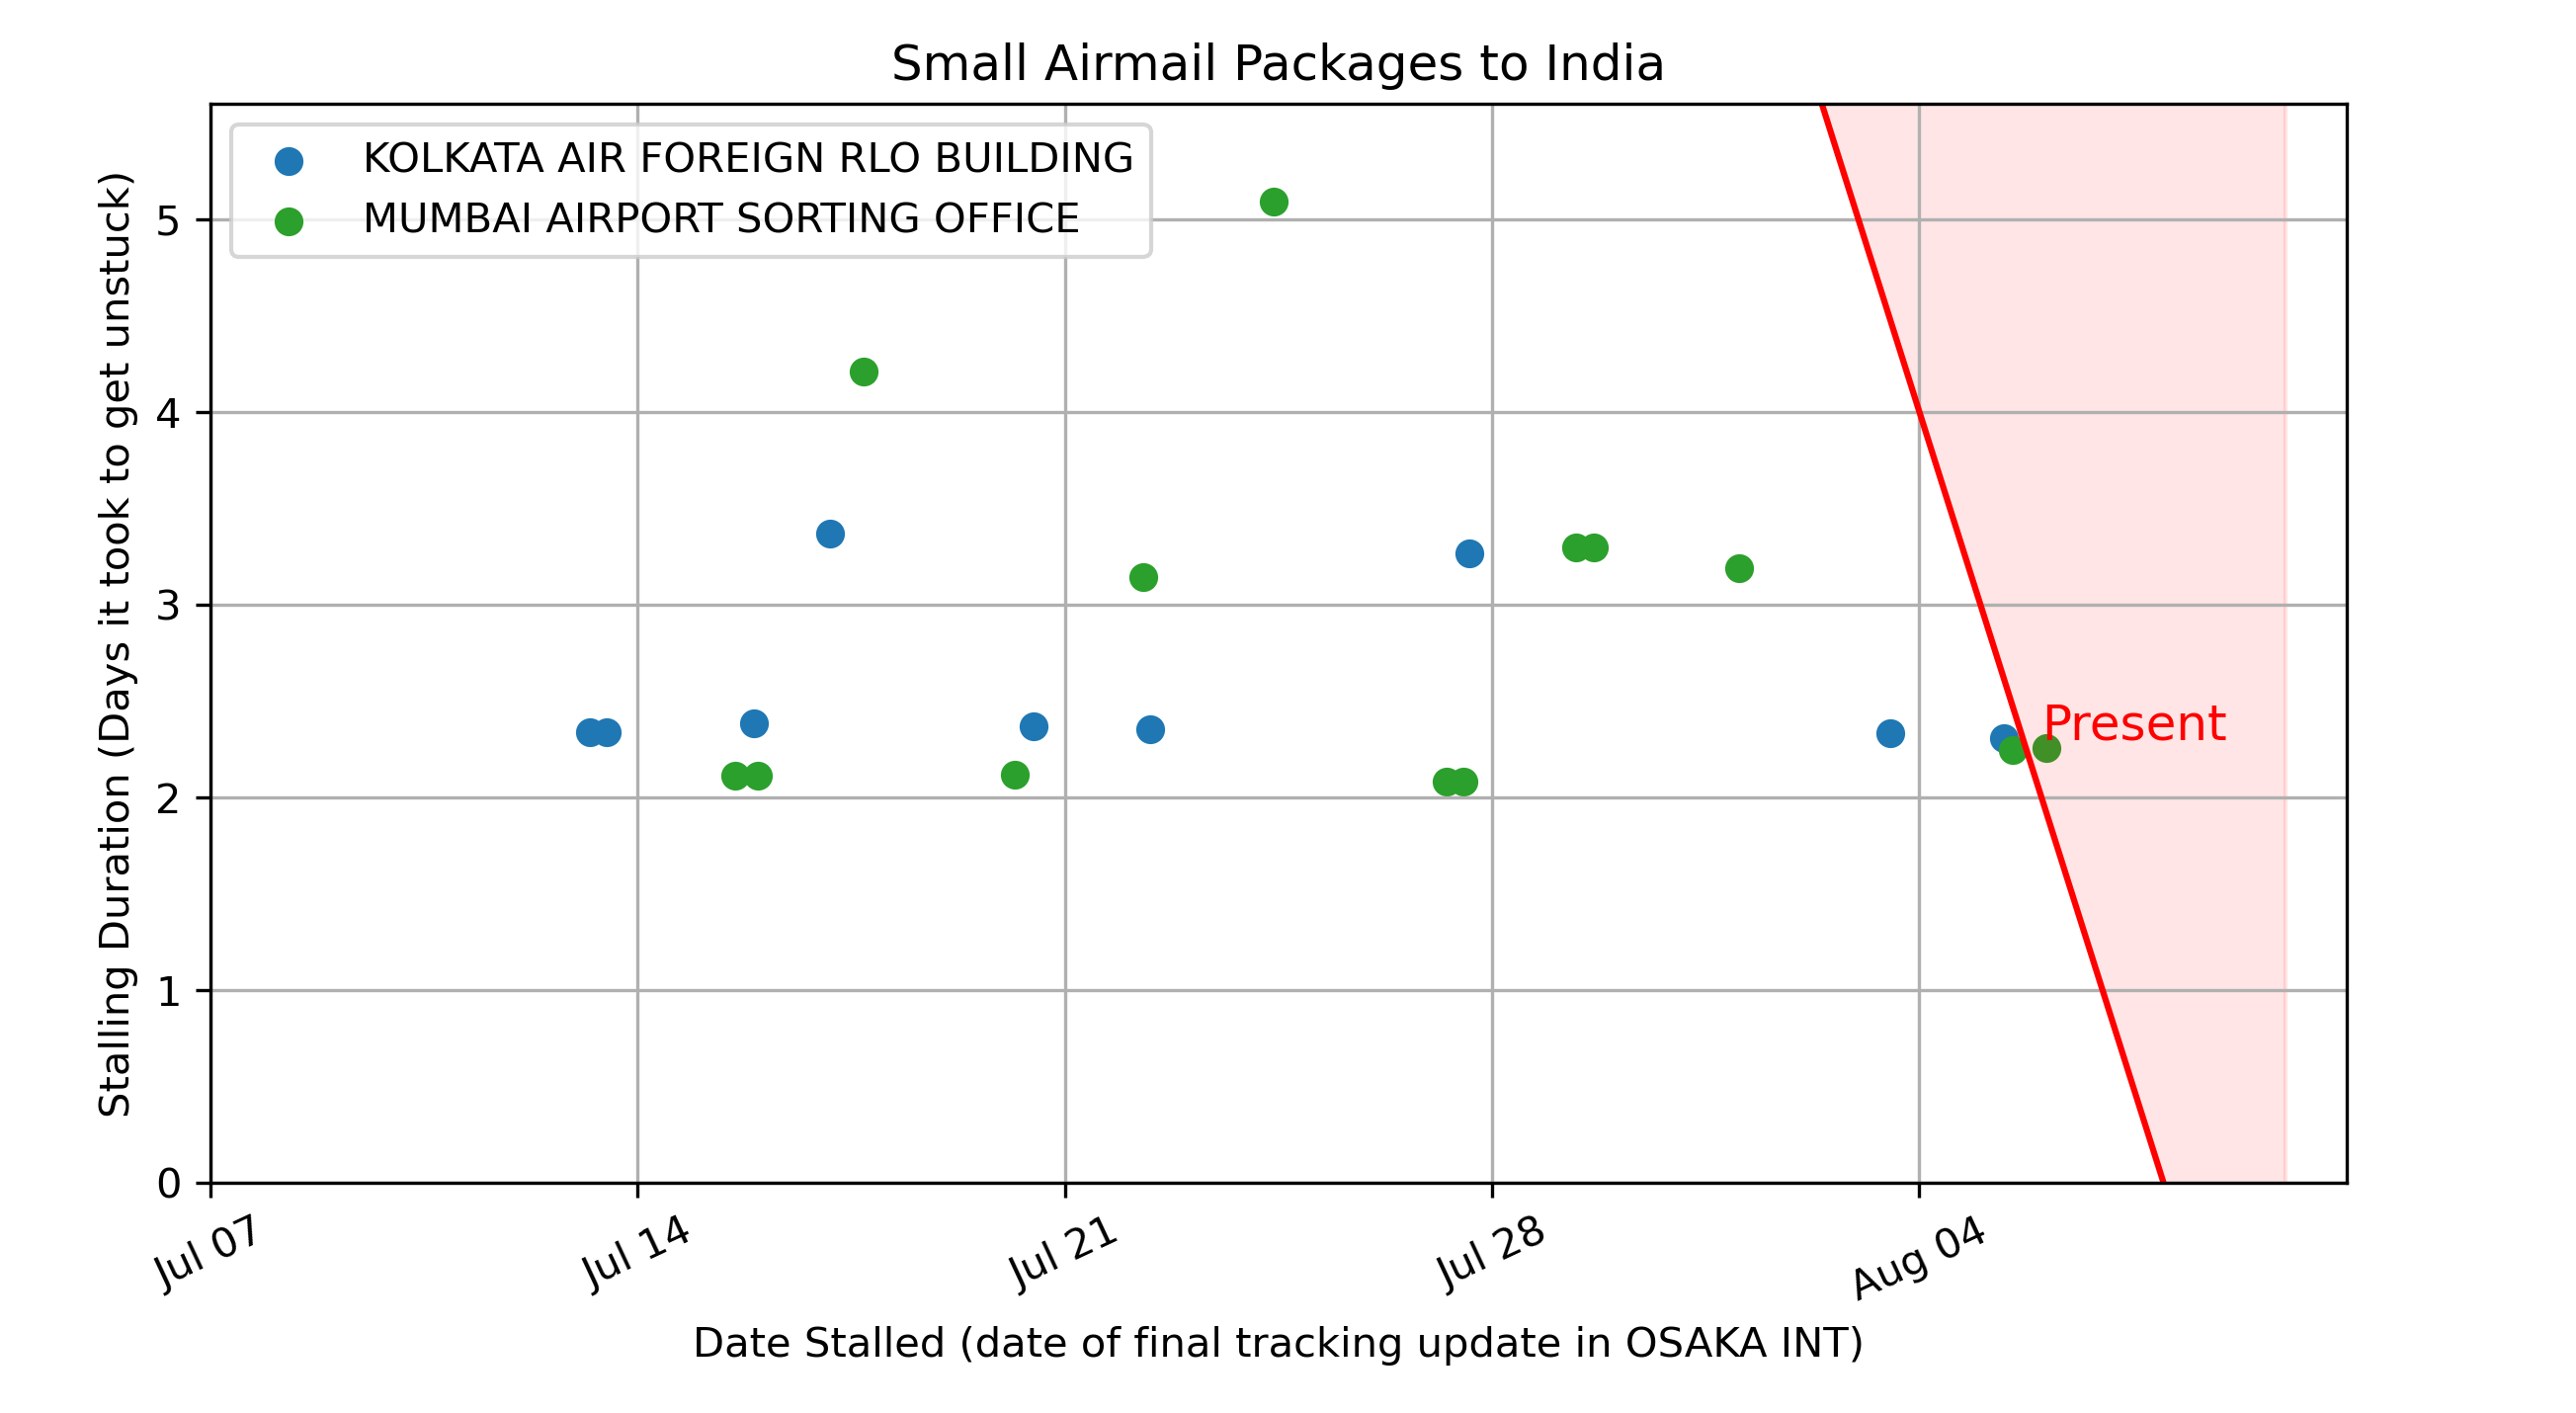 Small Airmail Packages to India
KOLKATA AIR FOREIGN RLO BUILDING
MUMBAI AIRPORT SORTING OFFICE
Stalling Duration (Days it took to get unstuck)
5
4
3
2
1
0
Present
Jul 07
Jul 14
Jul 21
Jul 28
Aug 04
Date Stalled (date of final tracking update in OSAKA INT)